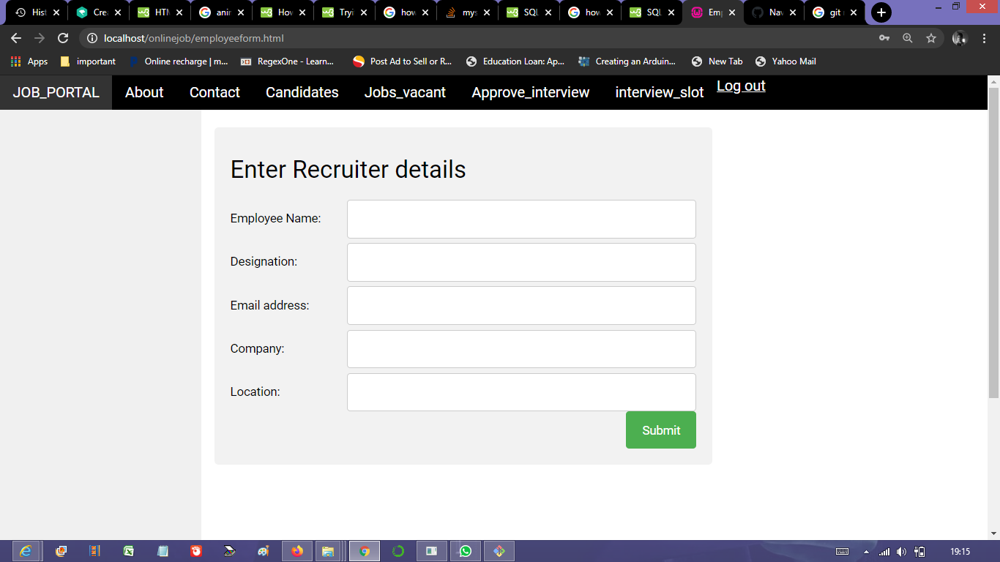 Hist Crea HTM anir How Tryi how mys SQL how SQL Emp Nav git r
localhost/onlinejob/employeeform.html
Apps important Online recharge | m... RegexOne - Learn... Post Ad to Sell or R... Education Loan: Ap... Creating an Arduin... New Tab Yahoo Mail
JOB_PORTAL About Contact Candidates Jobs_vacant Approve_interview interview_slot Log out
Enter Recruiter details
Employee Name:
Designation:
Email address:
Company:
Location:
Submit
19:15